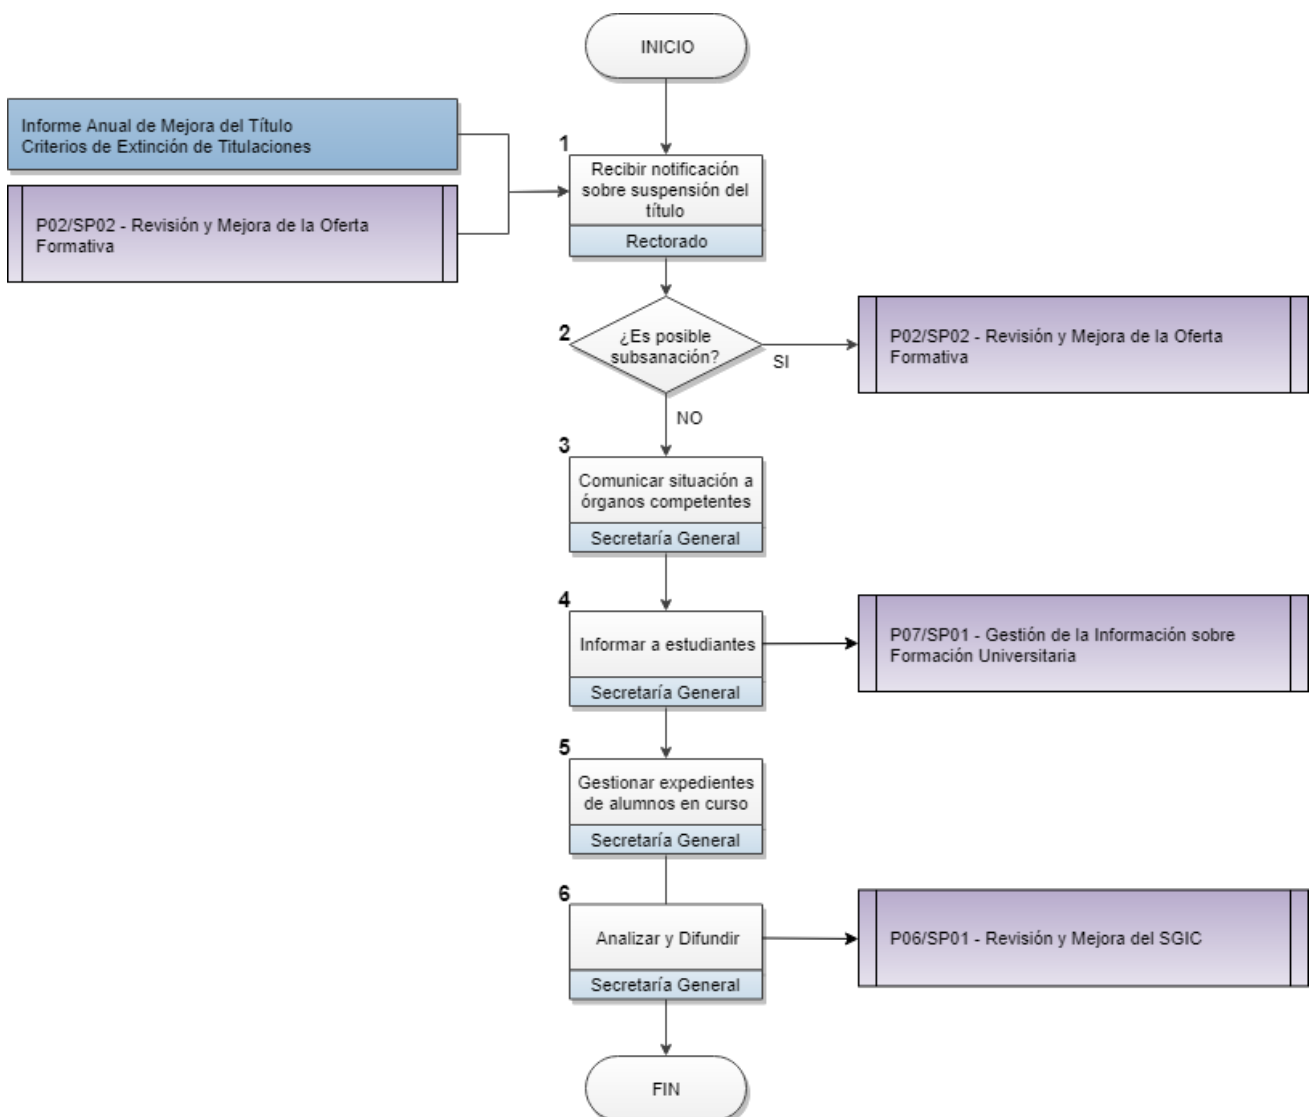 INICIO
Informe Anual de Mejora del Título
Criterios de Extinción de Titulaciones
P02/SP02 - Revisión y Mejora de la Oferta
Formativa
1
Recibir notificación
sobre suspensión del
título
Rectorado
2
¿Es posible
subsanación?
SI
P02/SP02 - Revisión y Mejora de la Oferta
Formativa
NO
3
Comunicar situación a
órganos competentes
Secretaría General
4
Informar a estudiantes
Secretaría General
P07/SP01 - Gestión de la Información sobre
Formación Universitaria
5
Gestionar expedientes
de alumnos en curso
Secretaría General
6
Analizar y Difundir
Secretaría General
P06/SP01 - Revisión y Mejora del SGIC
FIN